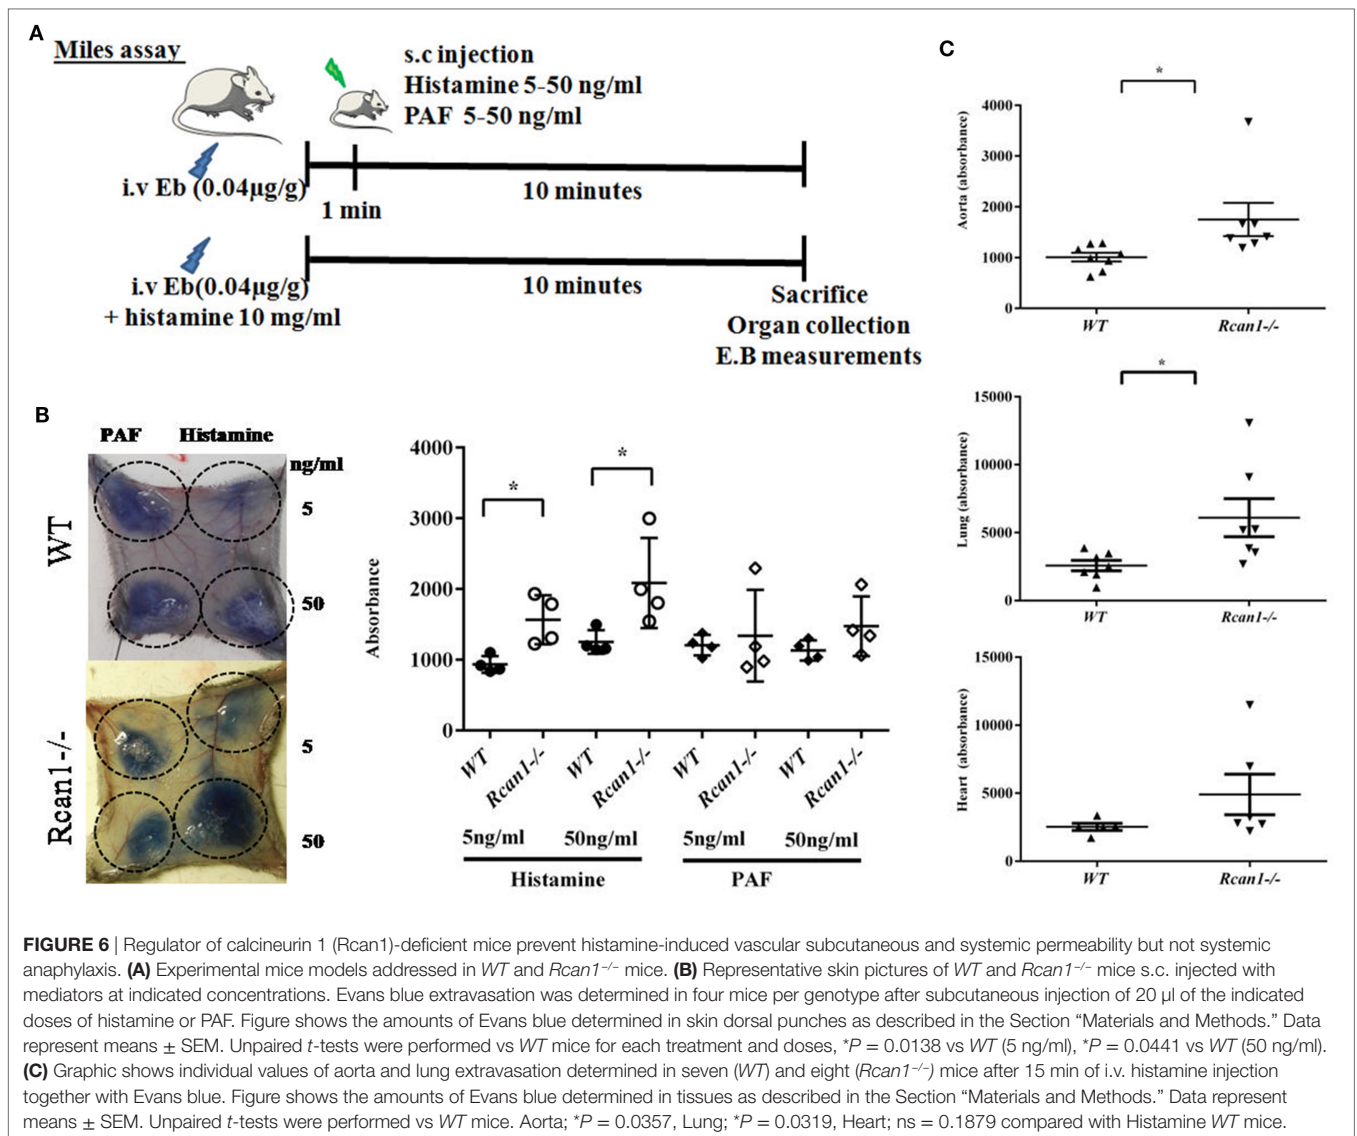 A
Miles assay
s.c injection
Histamine 5-50 ng/ml
PAF 5-50 ng/ml
i.v Eb (0.04µg/g)
1 min
10 minutes
i.v Eb(0.04µg/g)
+ histamine 10 mg/ml
10 minutes
Sacrifice
Organ collection
E.B measurements
B
PAF Histamine
ng/ml
WT
5
50
Rcan1-/-
5
50
Absorbance
4000
3000
2000
1000
0
*
*
WT
Rcan1-/-
WT
Rcan1-/-
WT
Rcan1-/-
WT
Rcan1-/-
5ng/ml 50ng/ml 5ng/ml 50ng/ml
Histamine PAF
C
*
Aorta (absorbance)
4000
3000
2000
1000
0
WT Rcan1-/-
*
Lung (absorbance)
15000
10000
5000
0
WT Rcan1-/-
Heart (absorbance)
15000
10000
5000
0
WT Rcan1-/-
FIGURE 6 | Regulator of calcineurin 1 (Rcan1)-deficient mice prevent histamine-induced vascular subcutaneous and systemic permeability but not systemic
anaphylaxis. (A) Experimental mice models addressed in WT and Rcan1−/− mice. (B) Representative skin pictures of WT and Rcan1−/− mice s.c. injected with
mediators at indicated concentrations. Evans blue extravasation was determined in four mice per genotype after subcutaneous injection of 20 µl of the indicated
doses of histamine or PAF. Figure shows the amounts of Evans blue determined in skin dorsal punches as described in the Section “Materials and Methods.” Data
represent means ± SEM. Unpaired t-tests were performed vs WT mice for each treatment and doses, *P = 0.0138 vs WT (5 ng/ml), *P = 0.0441 vs WT (50 ng/ml).
(C) Graphic shows individual values of aorta and lung extravasation determined in seven (WT) and eight (Rcan1−/−) mice after 15 min of i.v. histamine injection
together with Evans blue. Figure shows the amounts of Evans blue determined in tissues as described in the Section “Materials and Methods.” Data represent
means ± SEM. Unpaired t-tests were performed vs WT mice. Aorta; *P = 0.0357, Lung; *P = 0.0319, Heart; ns = 0.1879 compared with Histamine WT mice.